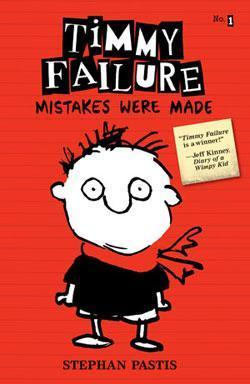 No. 1
TiMMY
FAILURE
MISTAKES WERE MADE
"Timmy Failure
is a winner!"
—Jeff Kinney,
Diary of a
Wimpy Kid
STEPHAN PASTIS